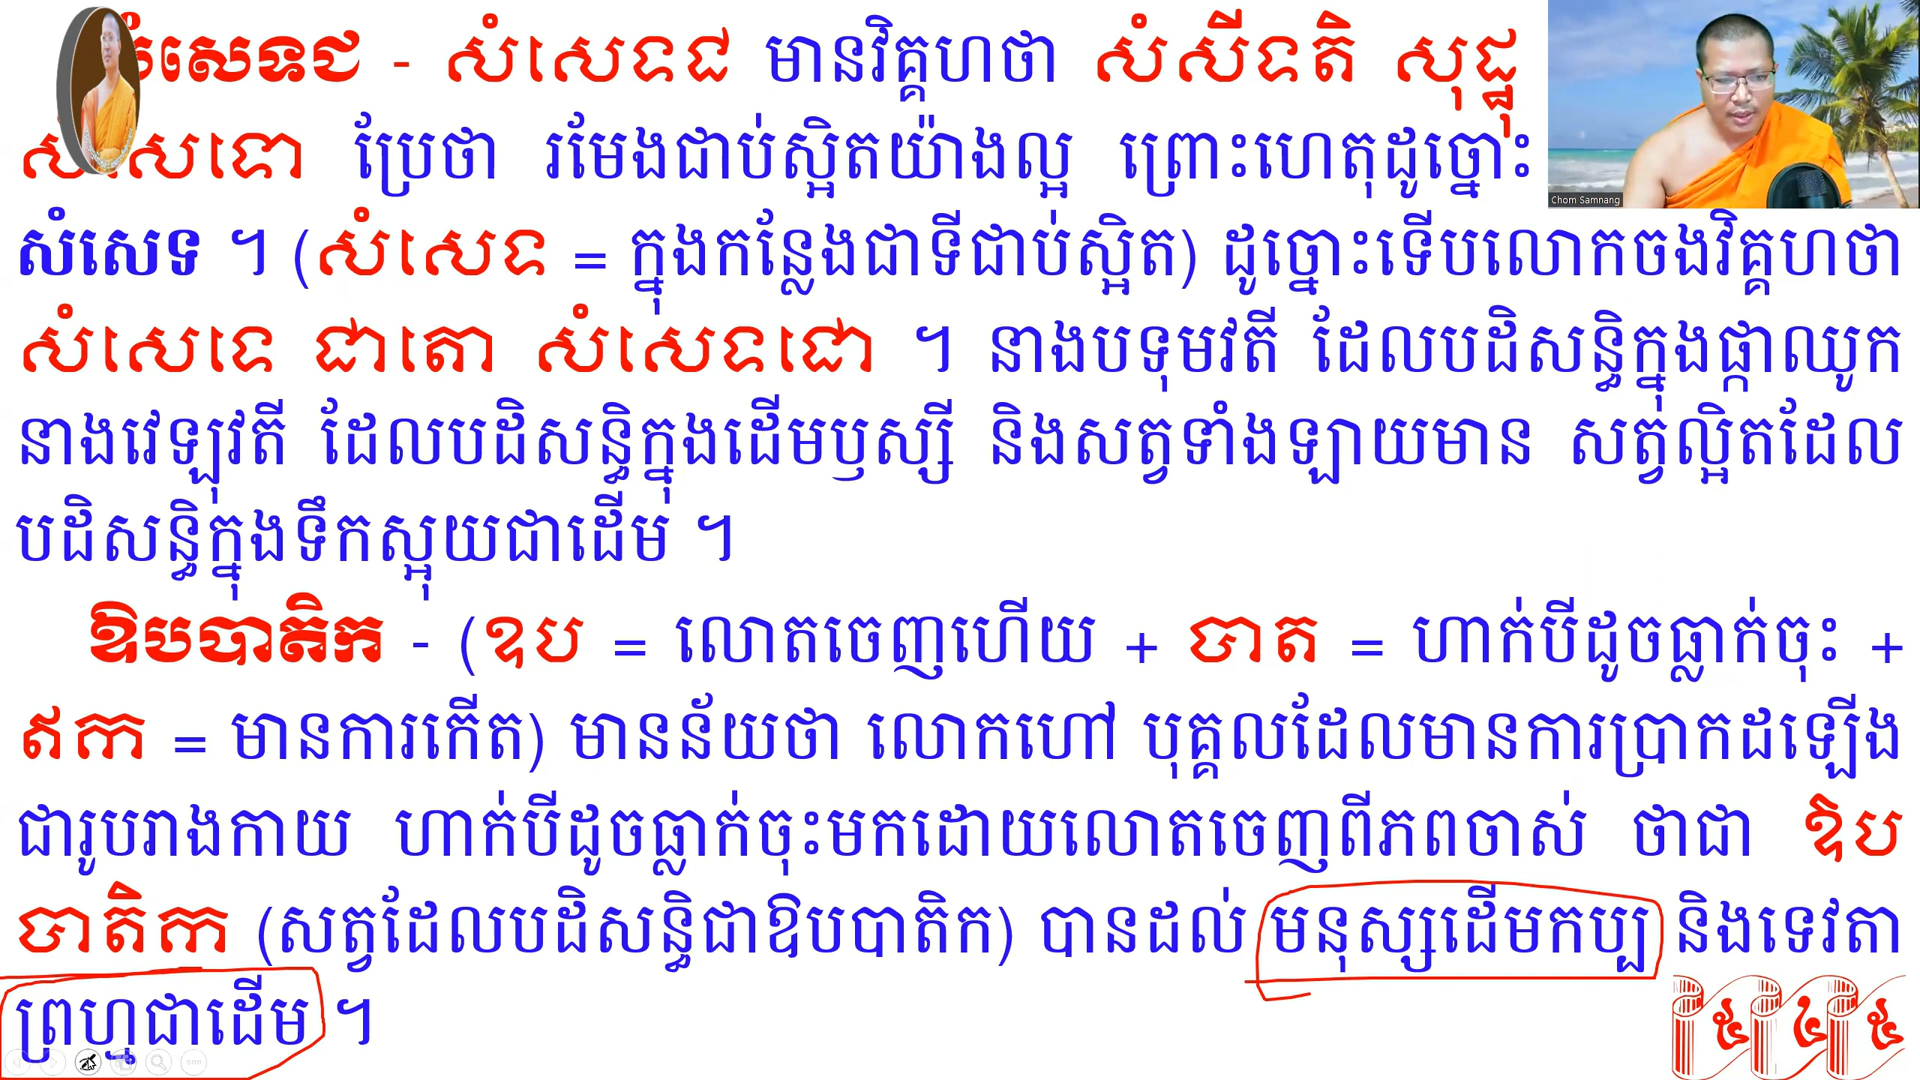 សំសេទជ - សំសេទជ មានវិគ្គហថា សំសីទតិ សុដ្ឋុ
សំសេទោ ប្រែថា រមែងជាប់ស្អិតយ៉ាងល្អ ព្រោះហេតុដូច្នោះ
Chom Samnang
សំសេទ ។ (សំសេទ = ក្នុងកន្លែងជាទីជាប់ស្អិត) ដូច្នោះទើបលោកចងវិគ្គហថា
សំសេទេ ជាតោ សំសេទជោ ។ នាងបទុមវតី ដែលបដិសន្ធិក្នុងផ្កាឈូក
នាងវេឡុវតី ដែលបដិសន្ធិក្នុងដើមឫស្សី និងសត្វទាំងឡាយមាន សត្វល្អិតដែល
បដិសន្ធិក្នុងទឹកស្អុយជាដើម ។
ឱបបាតិក - (ឧប = លោតចេញហើយ + បាត = ហាក់បីដូចធ្លាក់ចុះ +
ឥក = មានការកើត) មានន័យថា លោកហៅ បុគ្គលដែលមានការប្រាកដឡើង
ជារូបរាងកាយ ហាក់បីដូចធ្លាក់ចុះមកដោយលោតចេញពីភពចាស់ ថាជា ឱប
បាតិក (សត្វដែលបដិសន្ធិជាឱបបាតិក) បានដល់ មនុស្សដើមកប្ប និងទេវតា
ព្រហ្មជាដើម ។